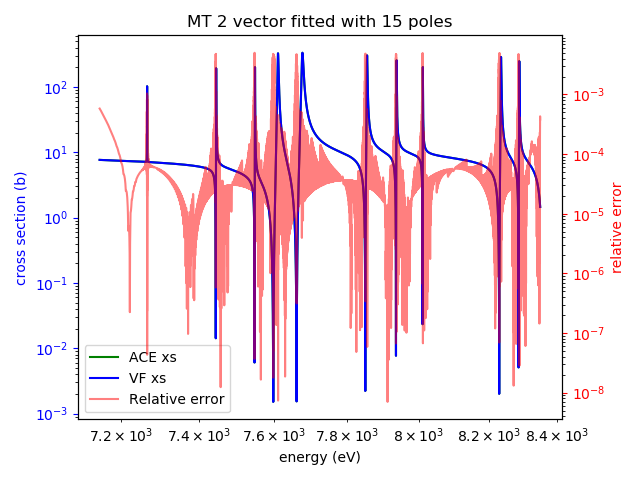 MT 2 vector fitted with 15 poles
cross section (b)
10²
10¹
10⁰
10⁻¹
10⁻²
10⁻³
relative error
10⁻³
10⁻⁴
10⁻⁵
10⁻⁶
10⁻⁷
10⁻⁸
ACE xs
VF xs
Relative error
7.2 × 10³ 7.4 × 10³ 7.6 × 10³ 7.8 × 10³ 8 × 10³ 8.2 × 10³ 8.4 × 10³
energy (eV)